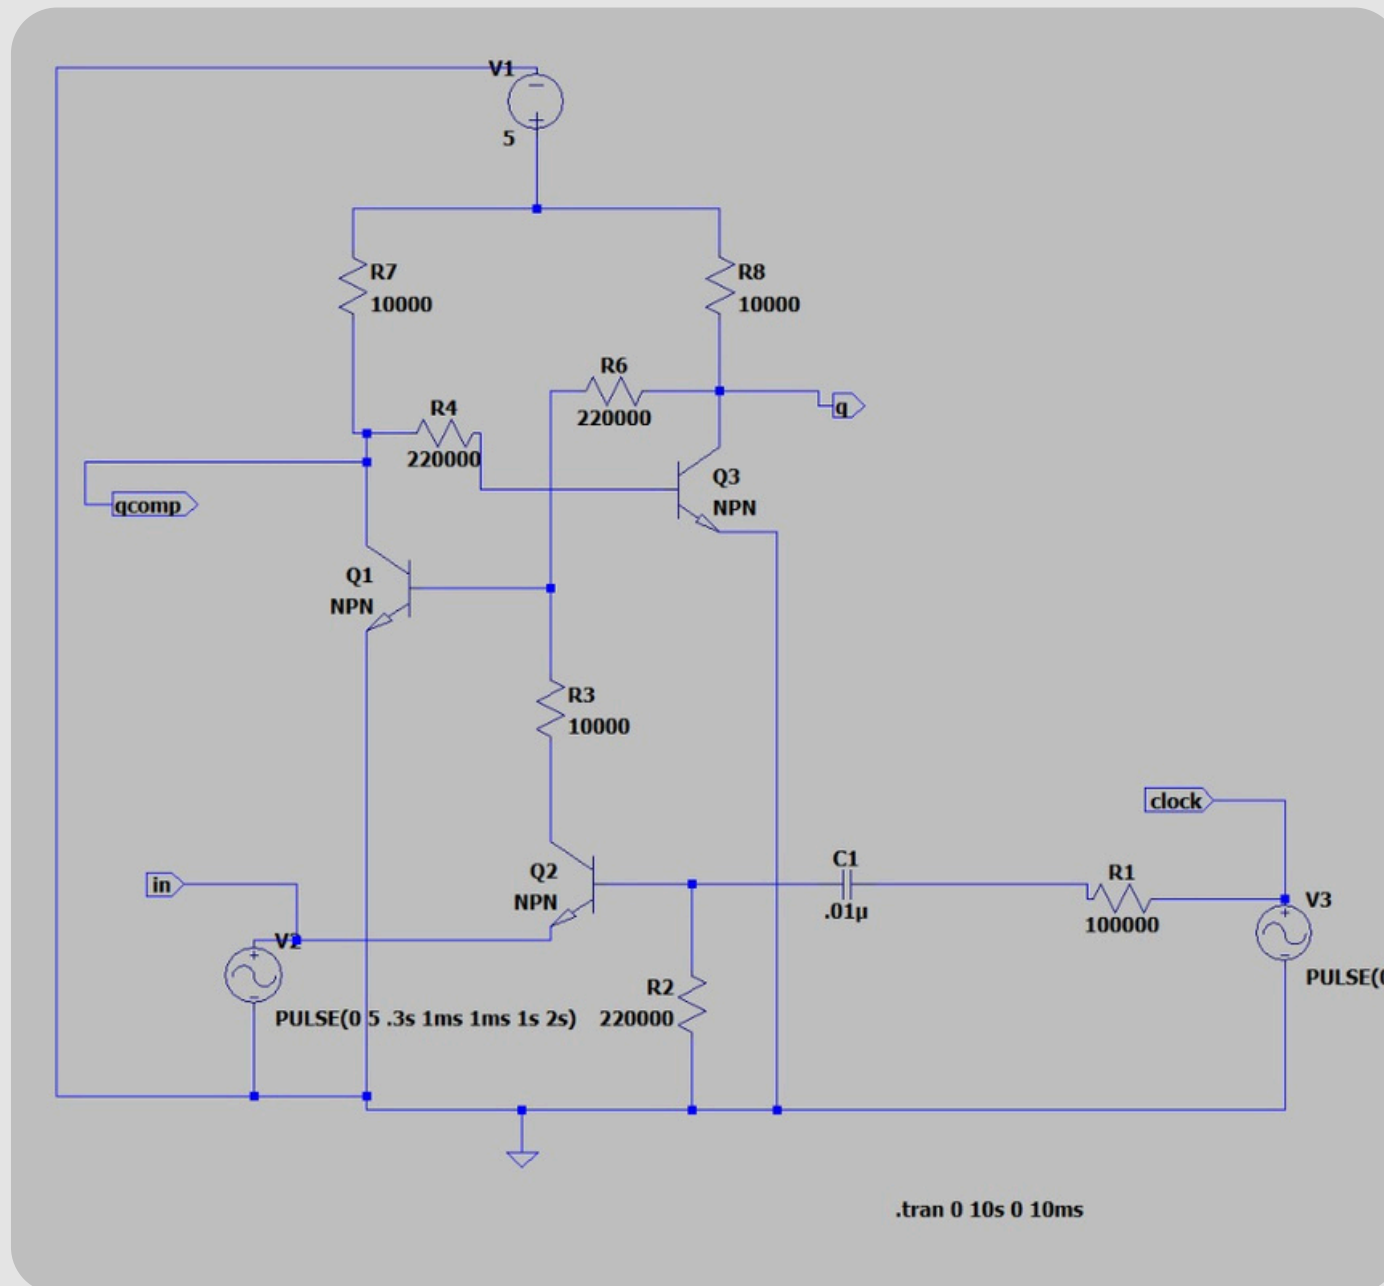 V1
5
R7
10000
R8
10000
R6
220000
q
R4
220000
Q3
NPN
qcomp
Q1
NPN
R3
10000
clock
C1
.01µ
R1
100000
V3
Q2
NPN
in
V2
R2
220000
PULSE(0 5 .3s 1ms 1ms 1s 2s)
PULSE(
.tran 0 10s 0 10ms